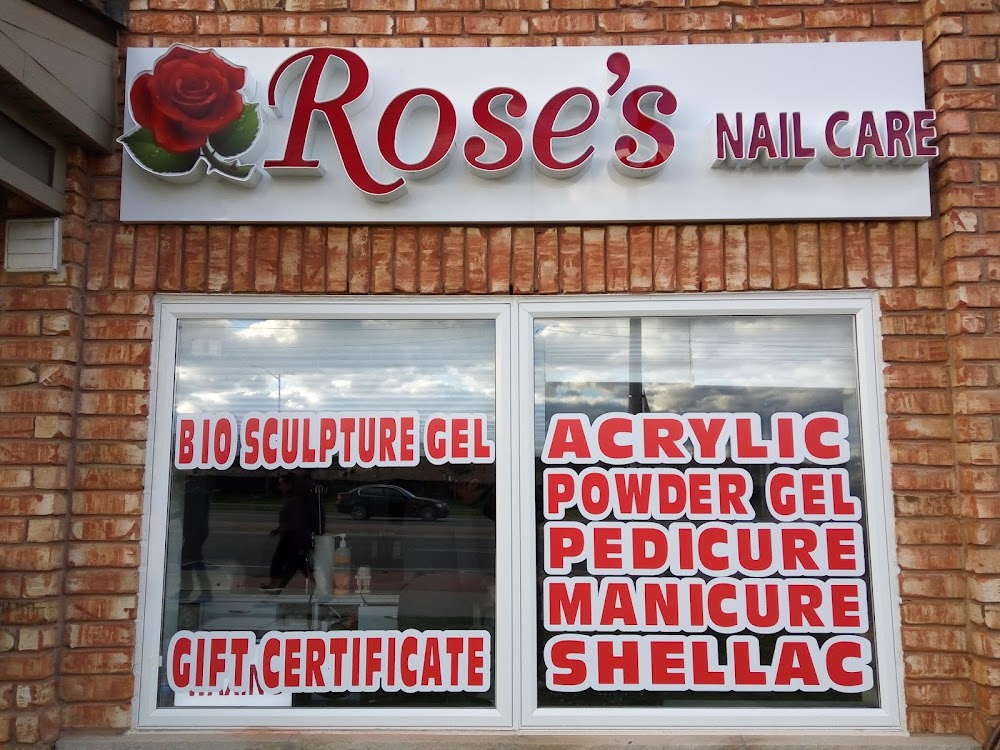 Rose's NAIL CARE
BIO SCULPTURE GEL
GIFT CERTIFICATE
ACRYLIC
POWDER GEL
PEDICURE
MANICURE
SHELLAC